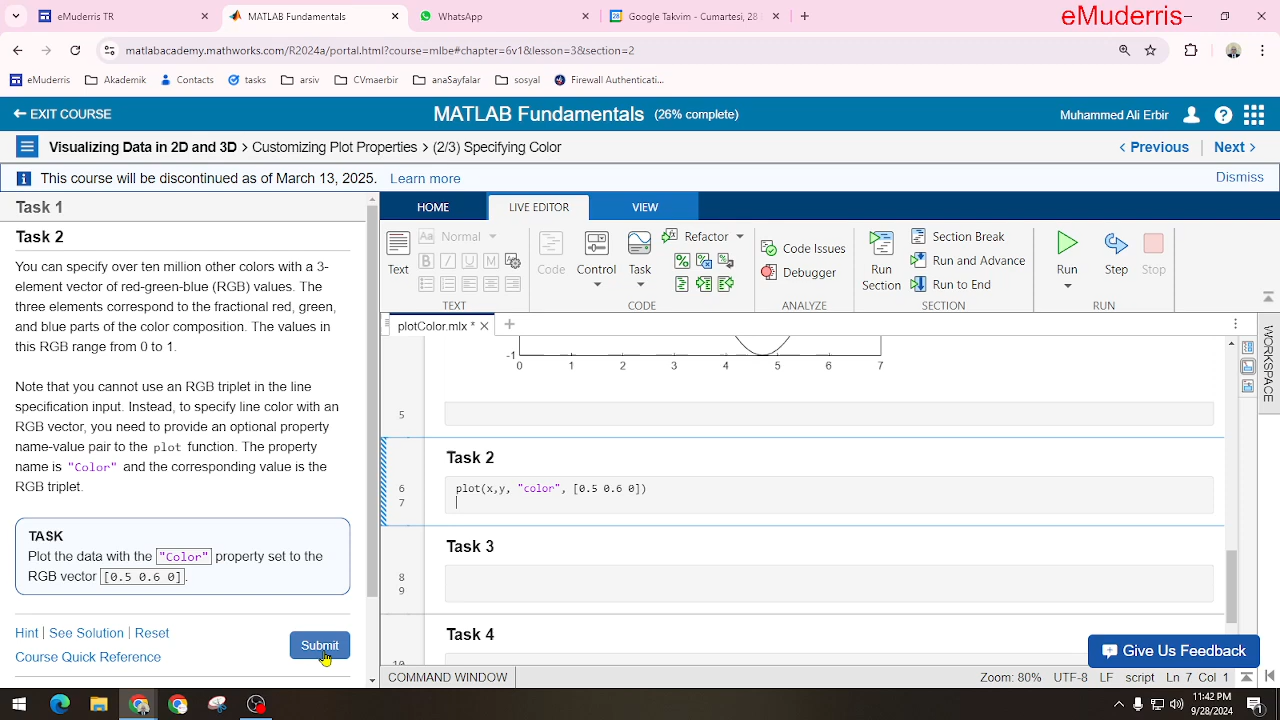 eMuderris TR
MATLAB Fundamentals
WhatsApp
Google Takvim - Cumartesi, 28
eMuderris
matlabacademy.mathworks.com/R2024a/portal.html?course=mlbe#chapter=6v1&lesson=3&section=2
eMuderris
Akademik
Contacts
tasks
arsiv
CVmaerbir
anaSayfalar
sosyal
Firewall Authenticati...
EXIT COURSE
MATLAB Fundamentals (26% complete)
Muhammed Ali Erbir
Visualizing Data in 2D and 3D > Customizing Plot Properties > (2/3) Specifying Color
< Previous
Next >
This course will be discontinued as of March 13, 2025. Learn more
Dismiss
Task 1
Task 2
You can specify over ten million other colors with a 3-
element vector of red-green-blue (RGB) values. The
three elements correspond to the fractional red, green,
and blue parts of the color composition. The values in
this RGB range from 0 to 1.
Note that you cannot use an RGB triplet in the line
specification input. Instead, to specify line color with an
RGB vector, you need to provide an optional property
name-value pair to the plot function. The property
name is "Color" and the corresponding value is the
RGB triplet.
TASK
Plot the data with the "Color" property set to the
RGB vector [0.5 0.6 0].
Hint | See Solution | Reset
Submit
Course Quick Reference
HOME
LIVE EDITOR
VIEW
Text
Aa Normal
B I U M
TEXT
Code
Control
Task
Refactor
CODE
Code Issues
Debugger
ANALYZE
Run
Section
Section Break
Run and Advance
Run to End
SECTION
Run
Step
Stop
RUN
plotColor.mlx *
WORKSPACE
-1
0 1 2 3 4 5 6 7
5
Task 2
6 plot(x,y, "color", [0.5 0.6 0])
7
Task 3
8
9
Task 4
10
Give Us Feedback
COMMAND WINDOW
Zoom: 80%
UTF-8
LF
script
Ln 7 Col 1
11:42 PM
9/28/2024
1